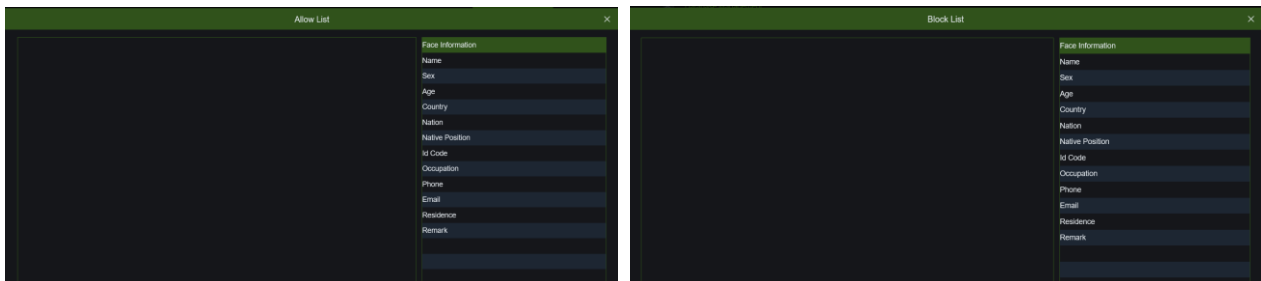 Allow List
×
Face Information
Name
Sex
Age
Country
Nation
Native Position
Id Code
Occupation
Phone
Email
Residence
Remark
Block List
×
Face Information
Name
Sex
Age
Country
Nation
Native Position
Id Code
Occupation
Phone
Email
Residence
Remark